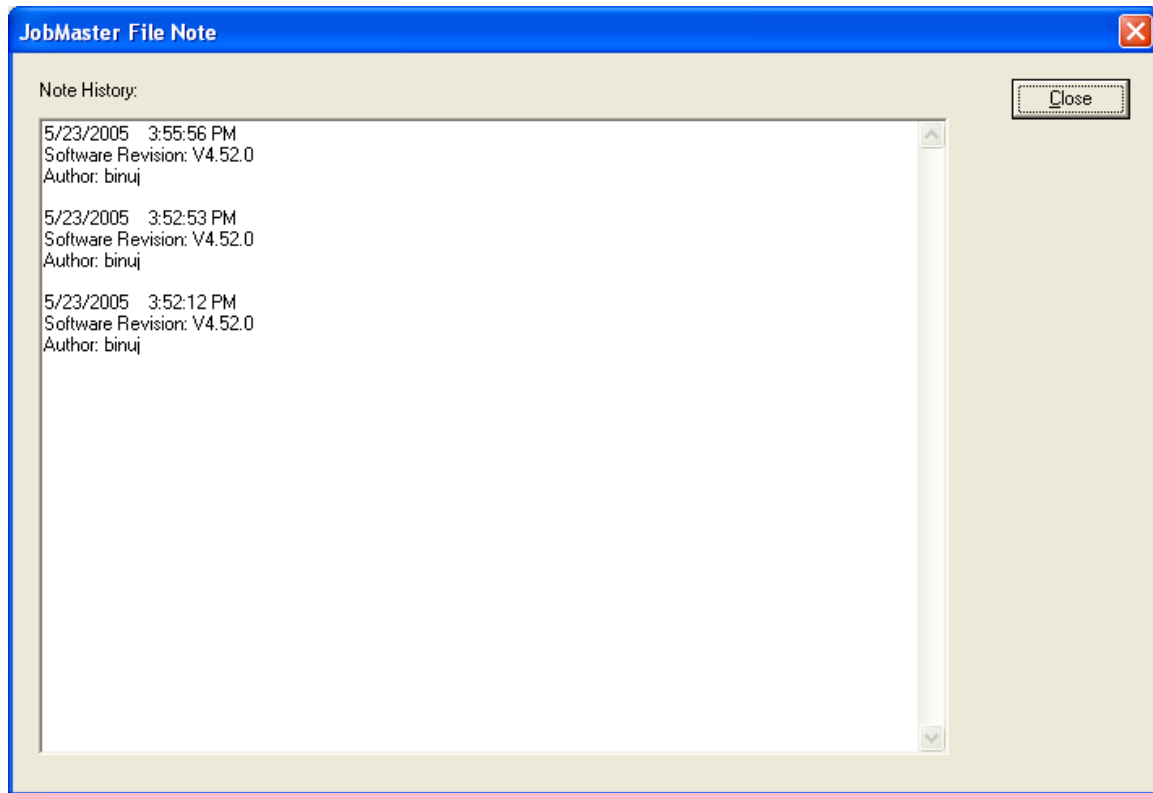 JobMaster File Note
Note History:
Close
5/23/2005 3:55:56 PM
Software Revision: V4.52.0
Author: binuj
5/23/2005 3:52:53 PM
Software Revision: V4.52.0
Author: binuj
5/23/2005 3:52:12 PM
Software Revision: V4.52.0
Author: binuj